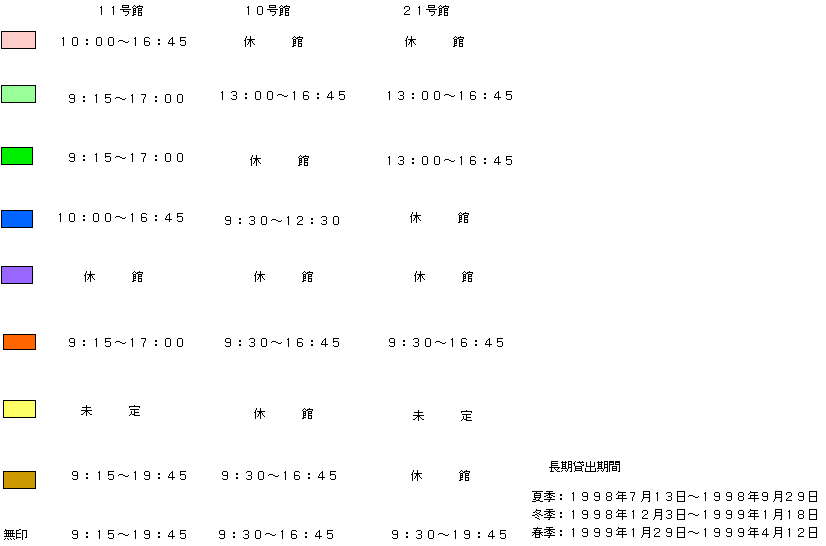 １１号館　１０号館　２１号館
１０：００～１６：４５　休　館　休　館
９：１５～１７：００　１３：００～１６：４５　１３：００～１６：４５
９：１５～１７：００　休　館　１３：００～１６：４５
１０：００～１６：４５　９：３０～１２：３０　休　館
休　館　休　館　休　館
９：１５～１７：００　９：３０～１６：４５　９：３０～１６：４５
未　定　休　館　未　定
９：１５～１９：４５　９：３０～１６：４５　休　館
無印　９：１５～１９：４５　９：３０～１６：４５　９：３０～１９：４５
長期貸出期間
夏季：１９９８年７月１３日～１９９８年９月２９日
冬季：１９９８年１２月３日～１９９９年１月１８日
春季：１９９９年１月２９日～１９９９年４月１２日